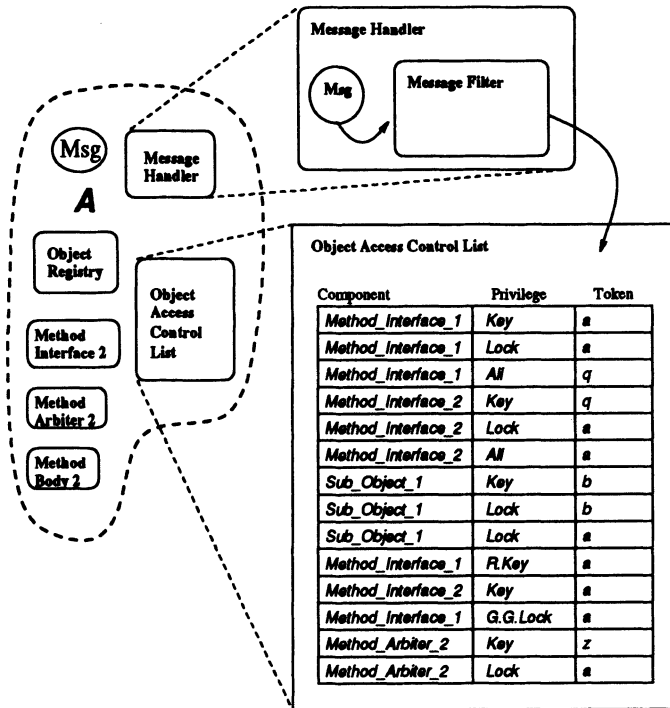 Message Handler
Msg
Message Filter
Msg
Message
Handler
A
Object
Registry
Object
Access
Control
List
Method
Interface 2
Method
Arbiter 2
Method
Body 2
Object Access Control List
Component Privilege Token
Method_Interface_1 Key a
Method_Interface_1 Lock a
Method_Interface_1 All q
Method_Interface_2 Key q
Method_Interface_2 Lock a
Method_Interface_2 All a
Sub_Object_1 Key b
Sub_Object_1 Lock b
Sub_Object_1 Lock a
Method_Interface_1 R.Key a
Method_Interface_2 Key a
Method_Interface_1 G.G.Lock a
Method_Arbiter_2 Key z
Method_Arbiter_2 Lock a